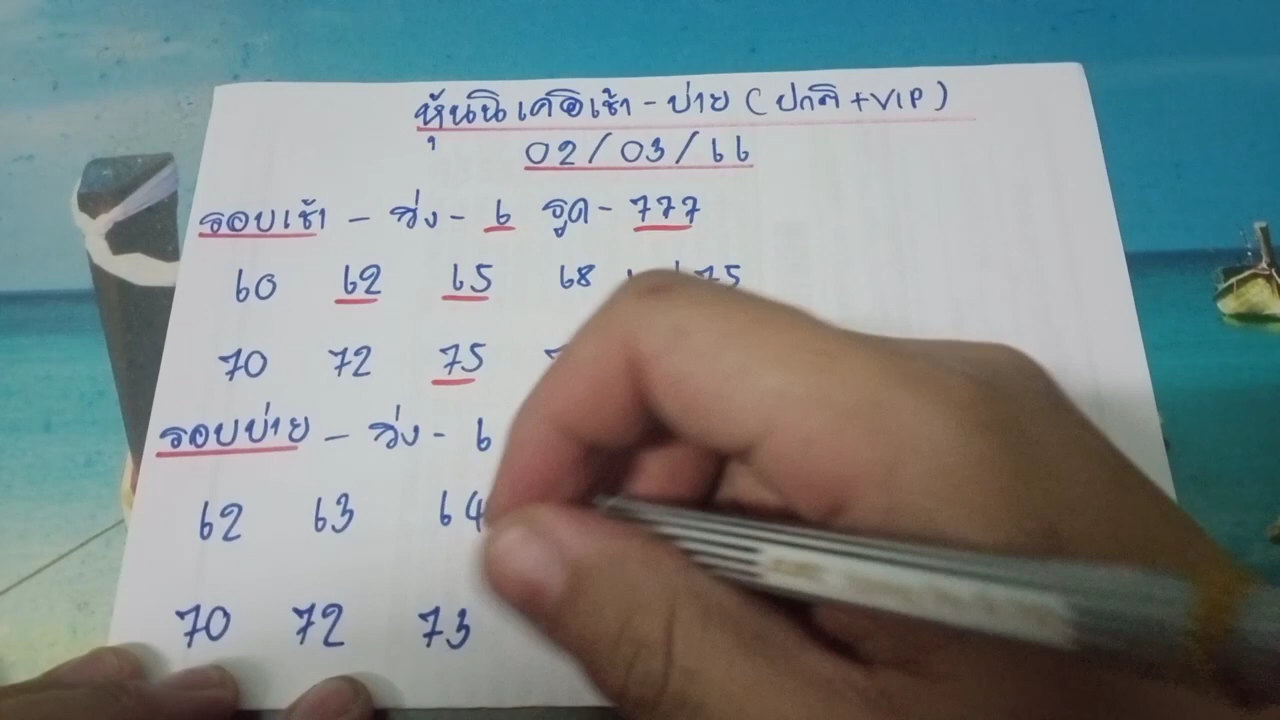 หุ้นนิเคอิเช้า - บ่าย ( ปกติ + VIP )
02/03/66
รอบเช้า - วิ่ง - 6 รูด - 777
60 62 65 68 75
70 72 75
รอบบ่าย - วิ่ง - 6
62 63 64
70 72 73